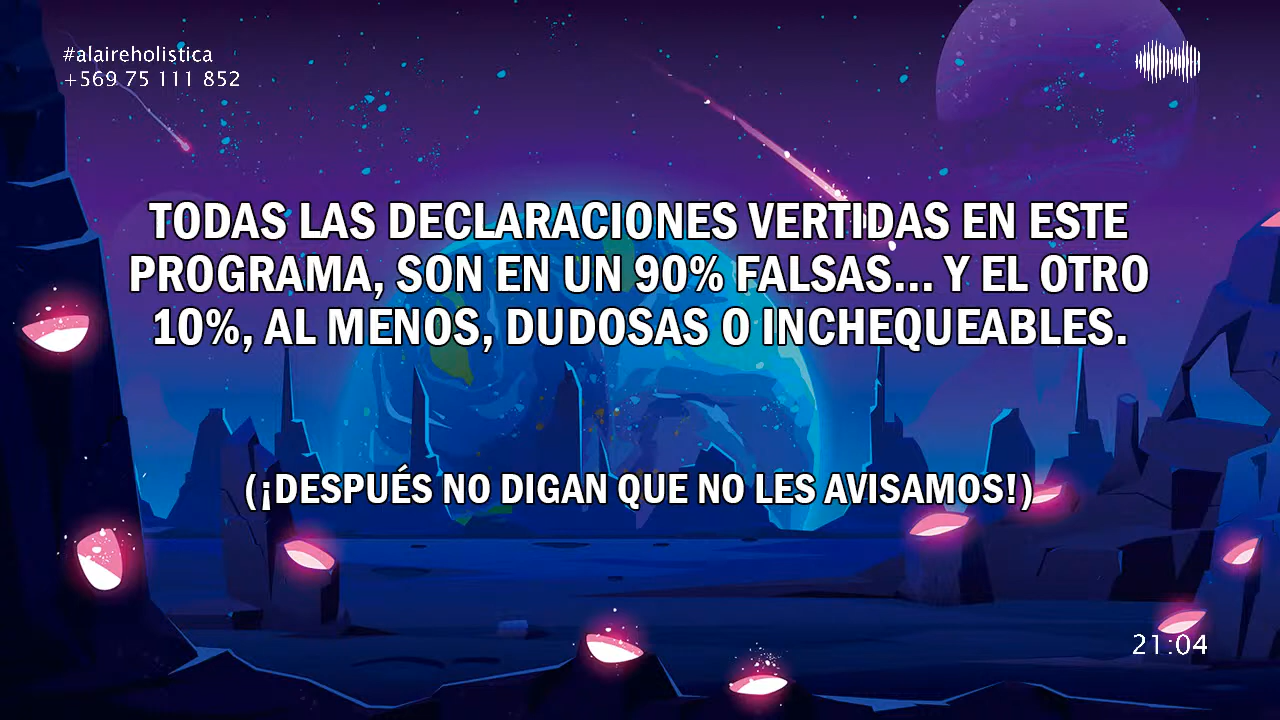 #alaireholistica
+569 75 111 852
TODAS LAS DECLARACIONES VERTIDAS EN ESTE
PROGRAMA, SON EN UN 90% FALSAS... Y EL OTRO
10%, AL MENOS, DUDOSAS O INCHEQUEABLES.
(¡DESPUÉS NO DIGAN QUE NO LES AVISAMOS!)
21:04